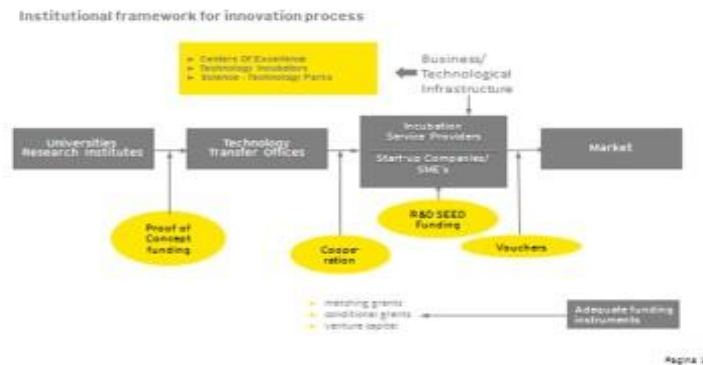 Institutional framework for innovation process
Centers Of Excellence
Technology Incubators
Science - Technology Parks
Business/
Technological
Infrastructure
Universities
Research Institutes
Technology
Transfer Offices
Incubation
Service Providers
Start-up Companies/
SME's
Market
Proof of
Concept
funding
Coope-
ration
R&D SEED
Funding
Vouchers
matching grants
conditional grants
venture capital
Adequate funding
instruments
Pagina